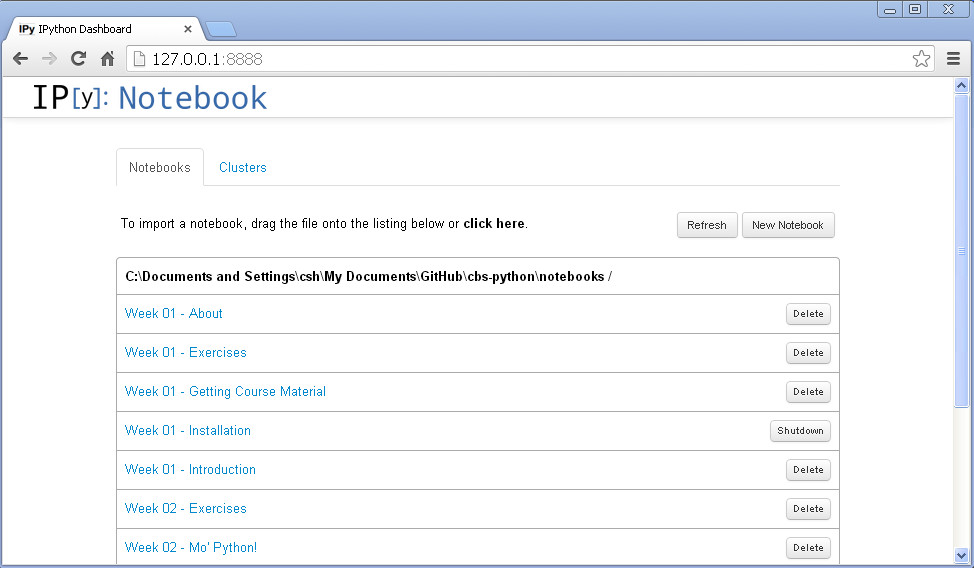 IPy IPython Dashboard
127.0.0.1:8888
IP[y]: Notebook
Notebooks Clusters
To import a notebook, drag the file onto the listing below or click here. Refresh New Notebook
C:\Documents and Settings\csh\My Documents\GitHub\cbs-python\notebooks /
Week 01 - About Delete
Week 01 - Exercises Delete
Week 01 - Getting Course Material Delete
Week 01 - Installation Shutdown
Week 01 - Introduction Delete
Week 02 - Exercises Delete
Week 02 - Mo' Python! Delete